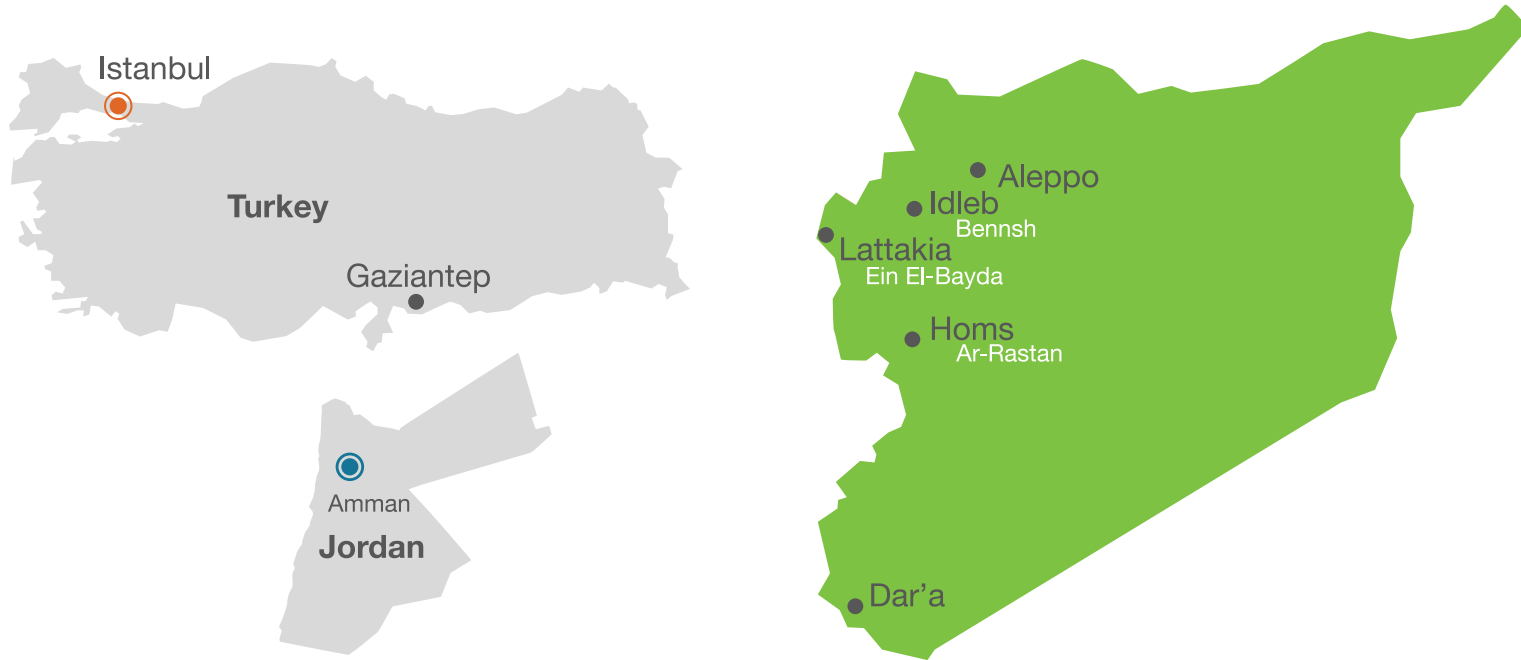 Istanbul
Turkey
Gaziantep
Amman
Jordan
Aleppo
Idleb
Bennsh
Lattakia
Ein El-Bayda
Homs
Ar-Rastan
Dar’a